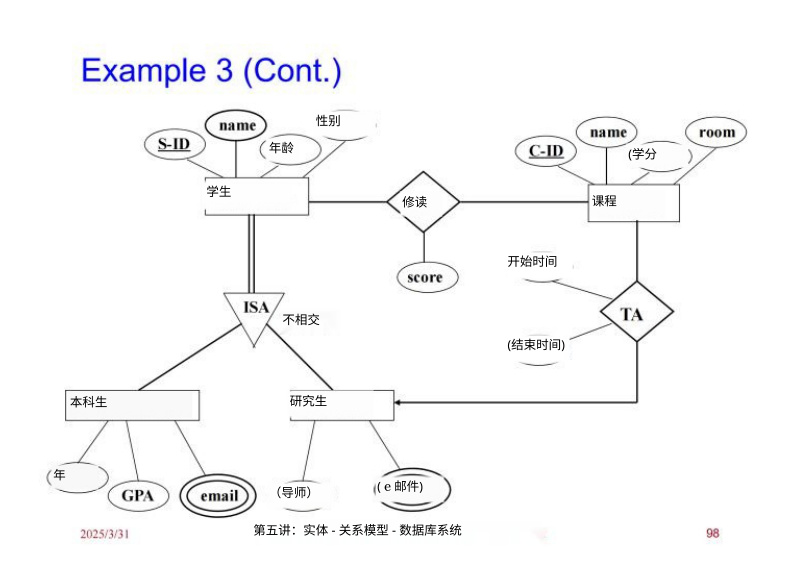 Example 3 (Cont.)
S-ID
name
年龄
性别
学生
修读
score
C-ID
name
(学分
room
课程
开始时间
TA
(结束时间)
ISA
不相交
本科生
研究生
年
GPA
email
(导师）
( e 邮件)
2025/3/31
第五讲：实体 - 关系模型 - 数据库系统
98